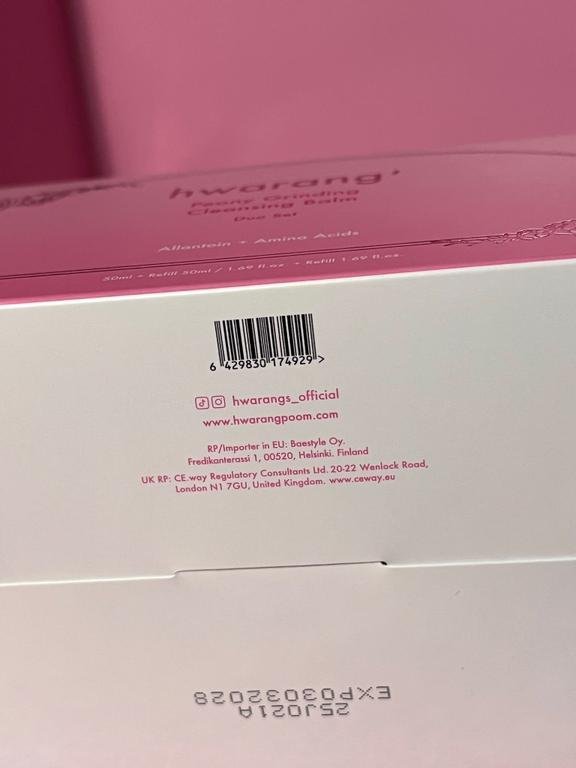 hwarang'
Peony Grinding
Cleansing Balm
Duo Set
Allantoin + Amino Acids
50ml + Refill 50ml / 1.69 fl.oz. + Refill 1.69 fl.oz.
6 429830 174929 >
hwarangs_official
www.hwarangpoom.com
RP/Importer in EU: Baestyle Oy.
Fredikanterassi 1, 00520, Helsinki. Finland
UK RP: CE.way Regulatory Consultants Ltd. 20-22 Wenlock Road,
London N1 7GU, United Kingdom. www.ceway.eu
25J021A
EXP03032028